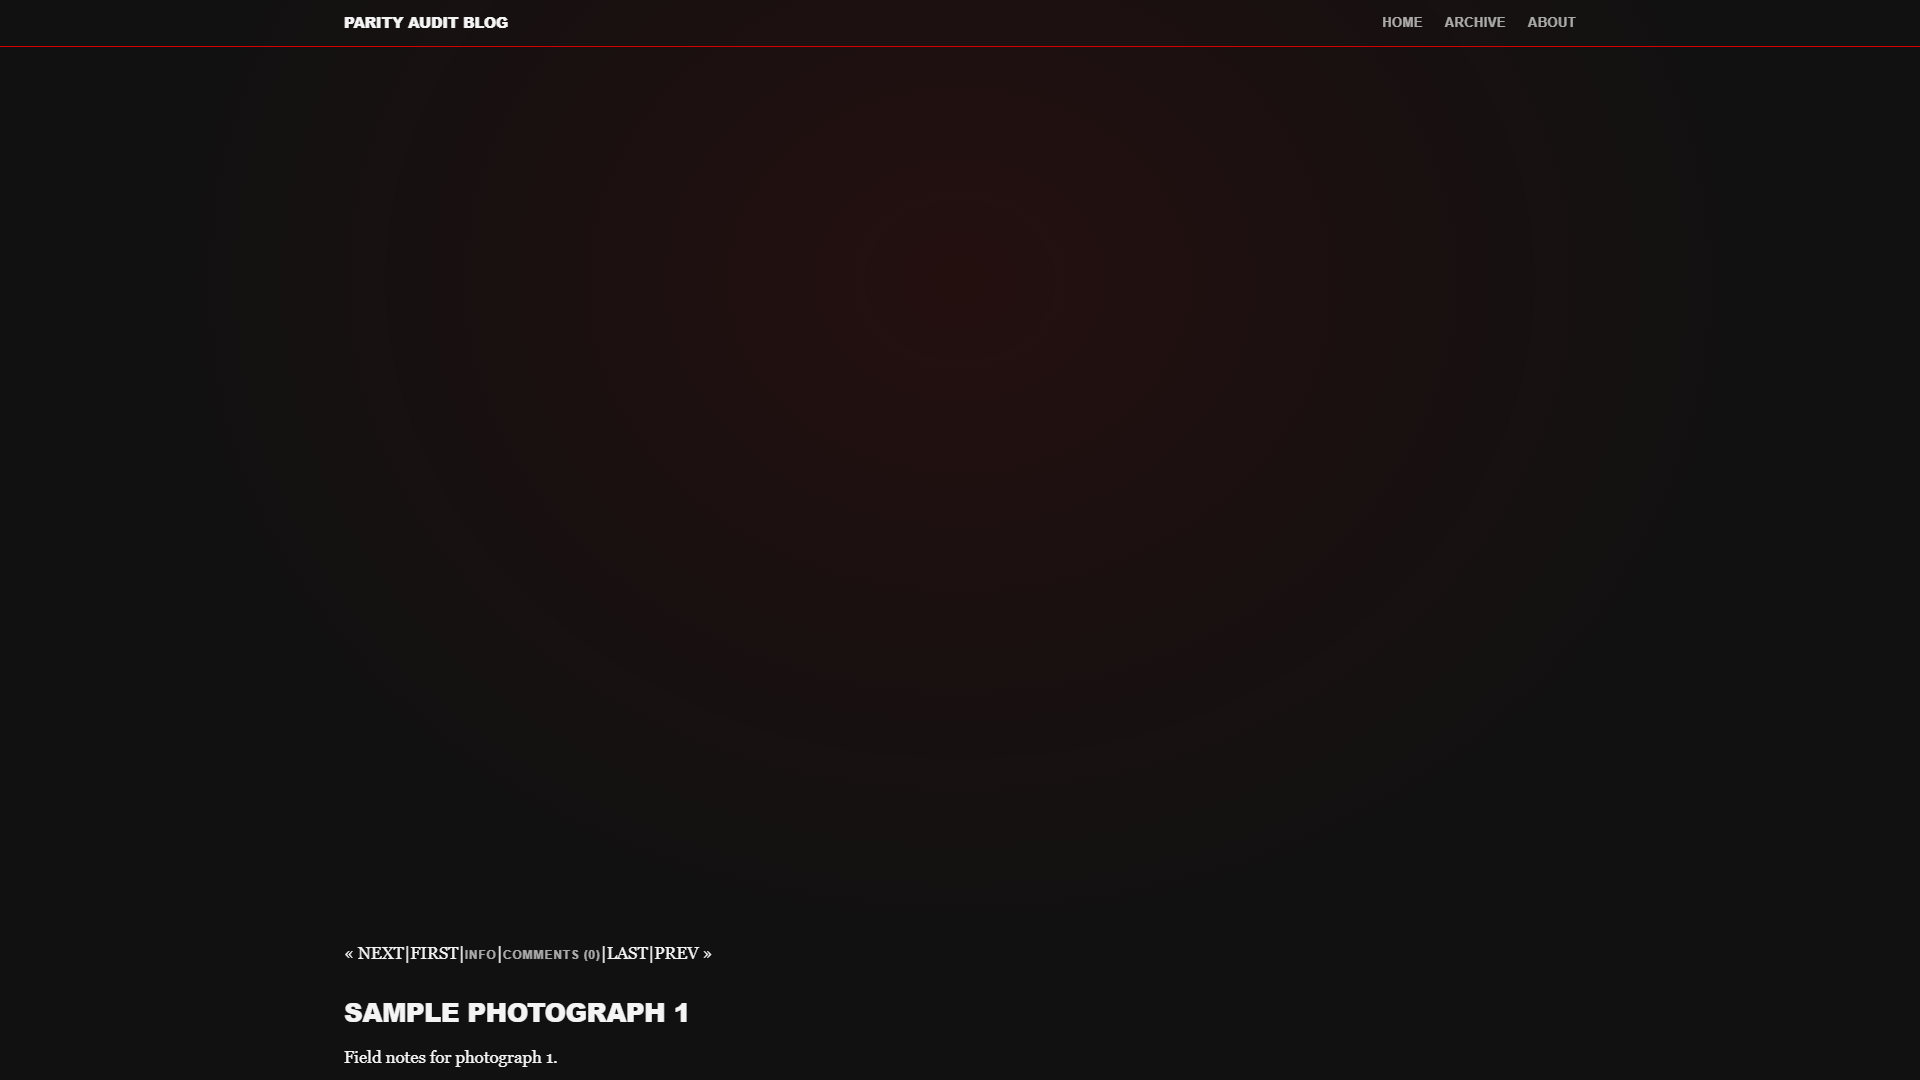 PARITY AUDIT BLOG
HOME ARCHIVE ABOUT
« NEXT|FIRST|INFO|COMMENTS (0)|LAST|PREV »
SAMPLE PHOTOGRAPH 1
Field notes for photograph 1.